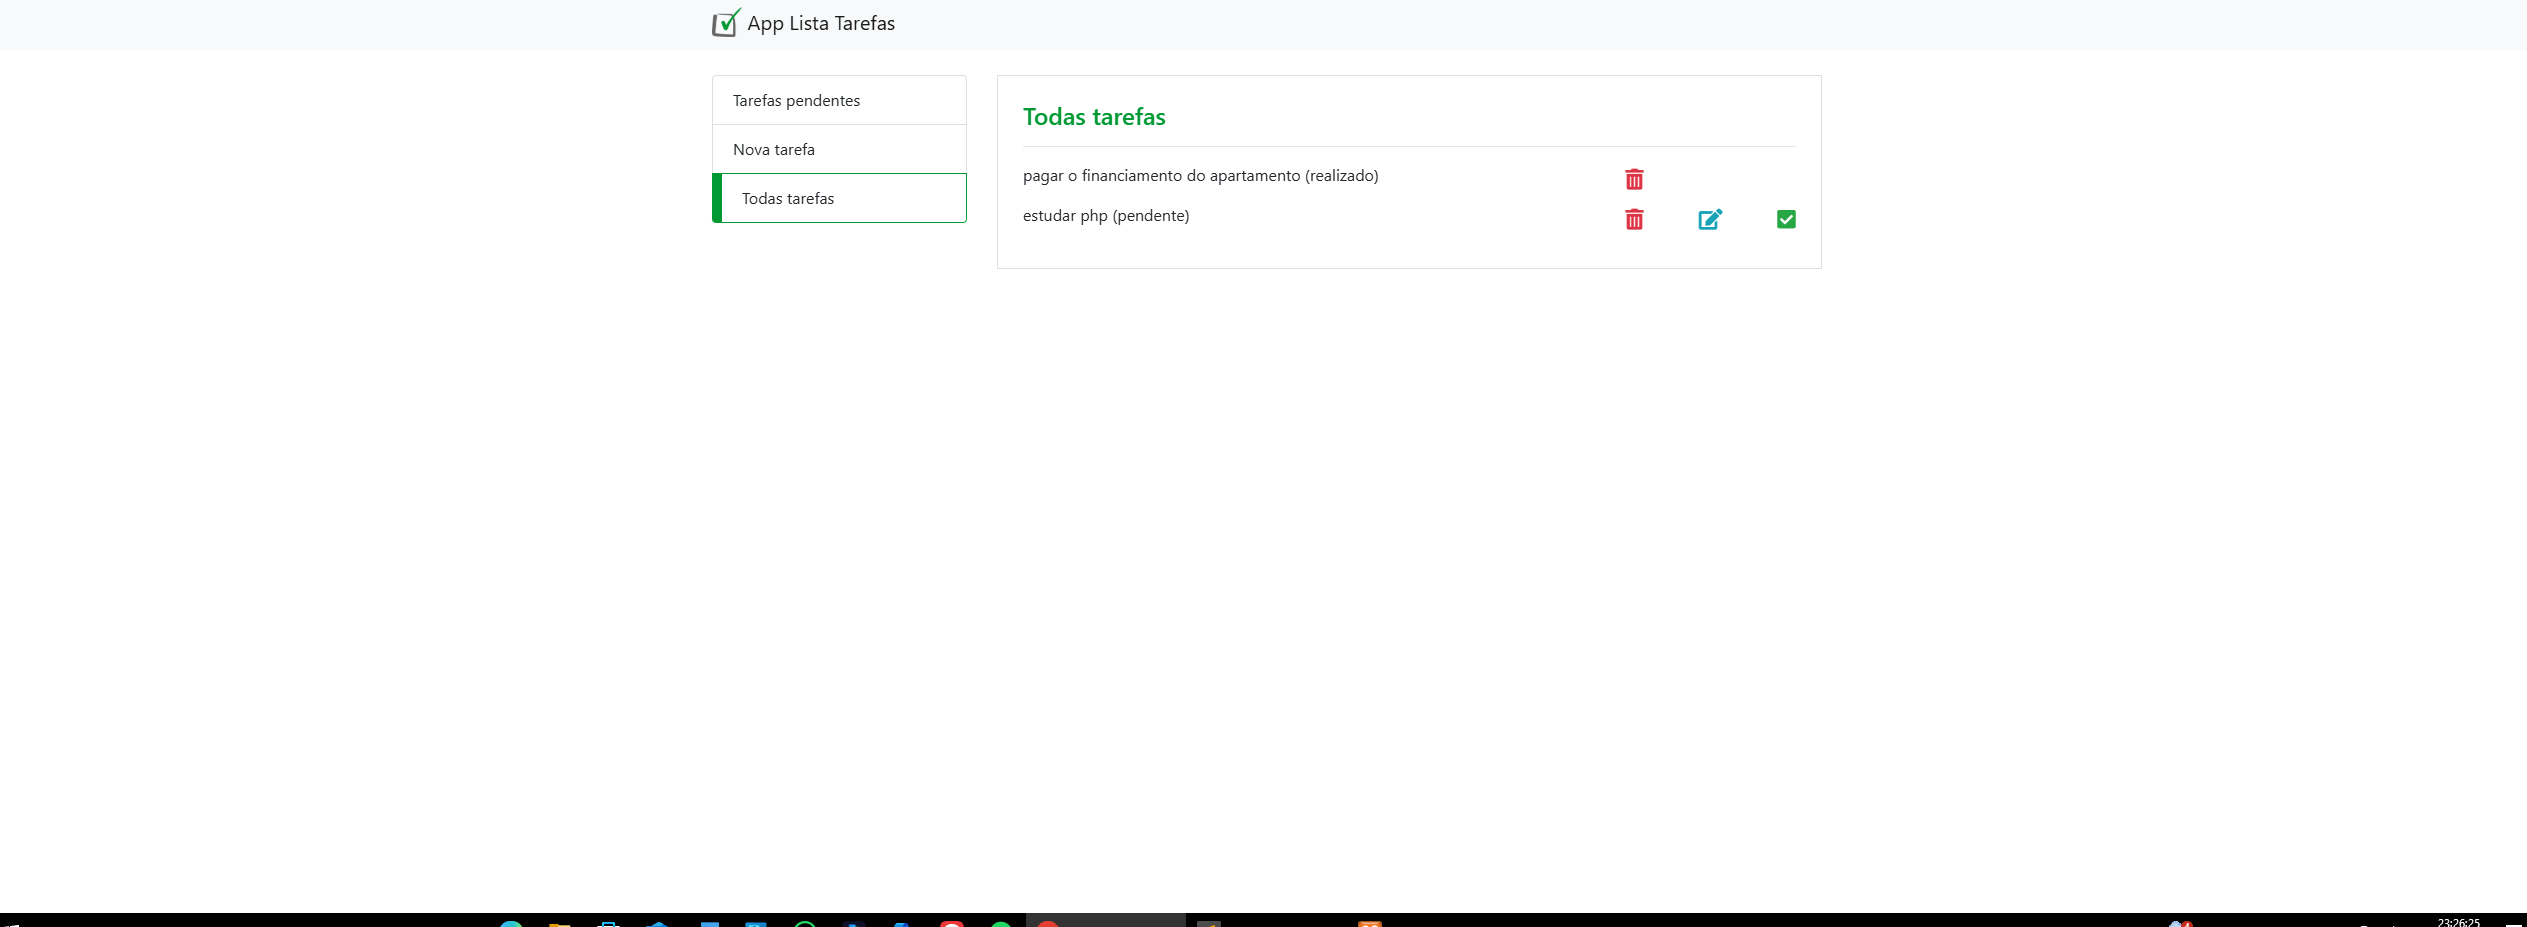 App Lista Tarefas
Tarefas pendentes
Nova tarefa
Todas tarefas
Todas tarefas
pagar o financiamento do apartamento (realizado)
estudar php (pendente)
23:26:25